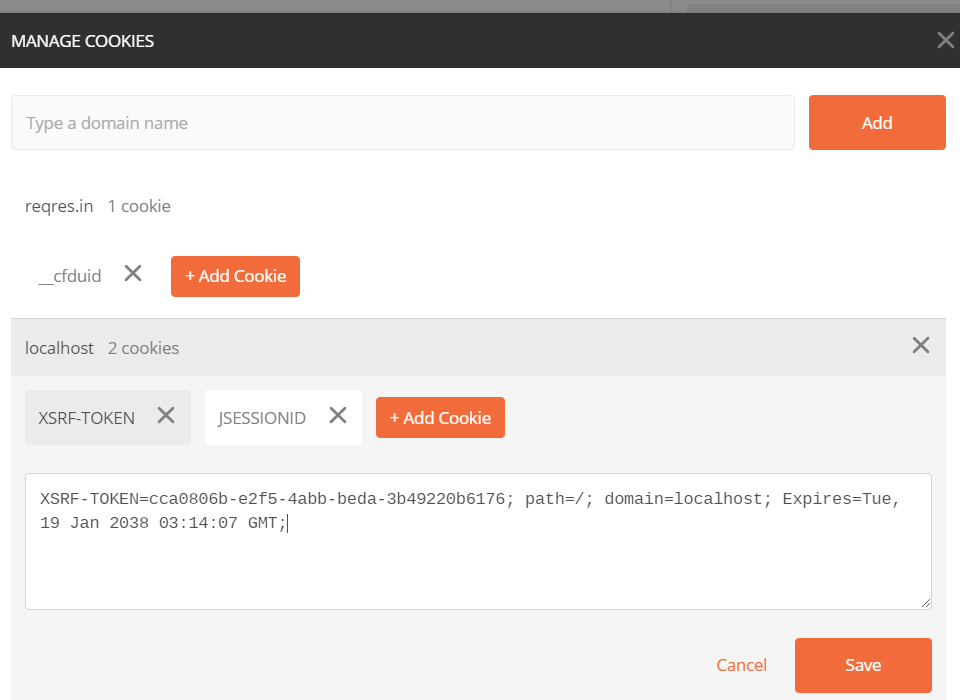 MANAGE COOKIES
Type a domain name
Add
reqres.in 1 cookie
__cfduid
+ Add Cookie
localhost 2 cookies
XSRF-TOKEN JSESSIONID + Add Cookie
XSRF-TOKEN=cca0806b-e2f5-4abb-beda-3b49220b6176; path=/; domain=localhost; Expires=Tue,
19 Jan 2038 03:14:07 GMT;
Cancel Save